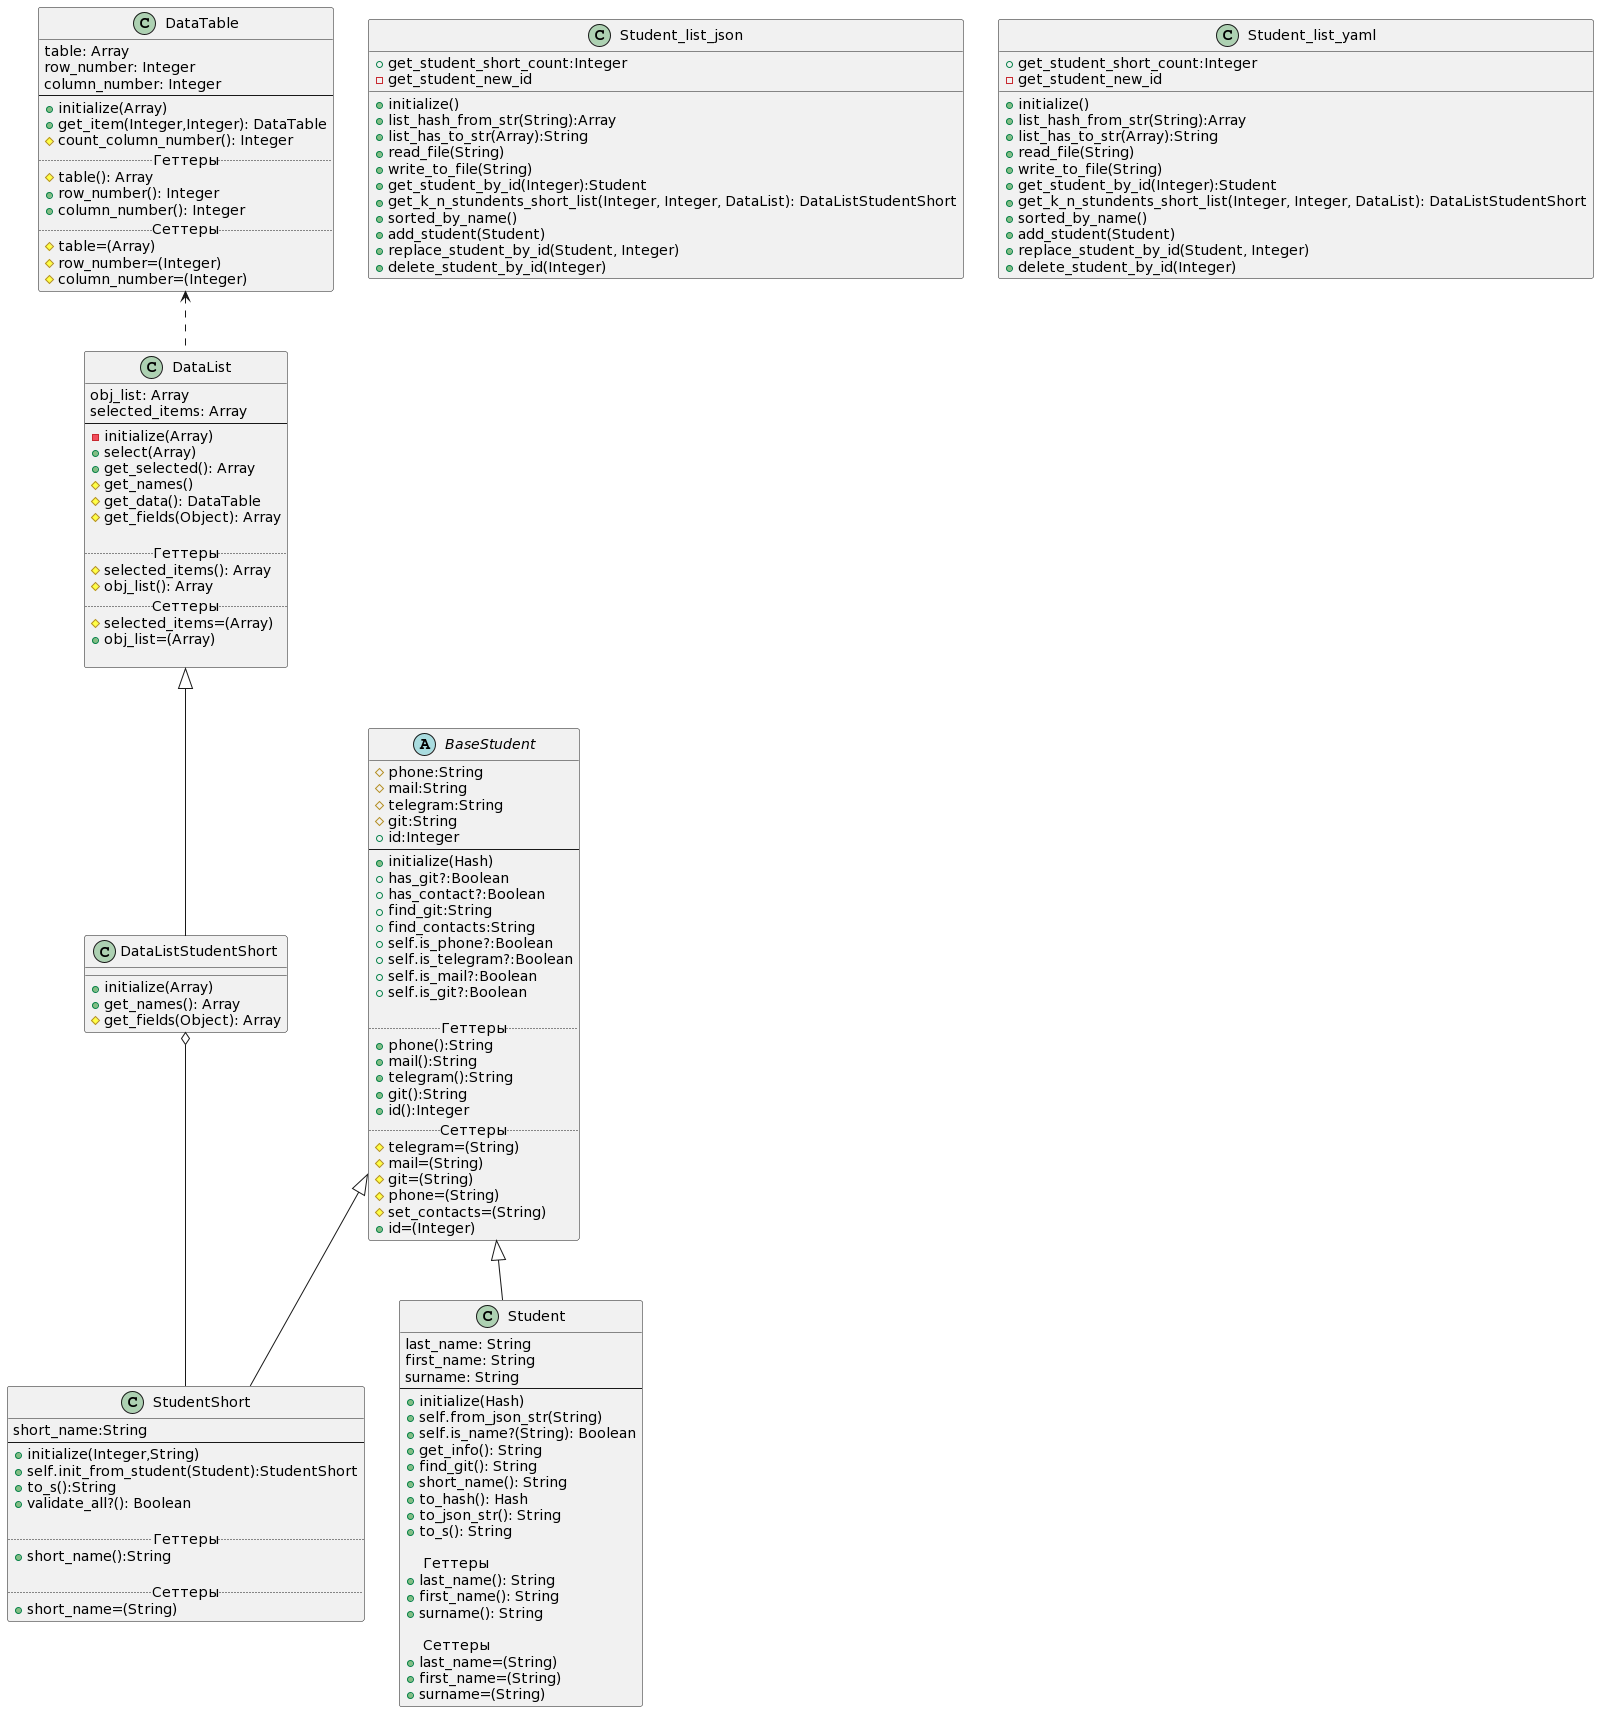 C DataTable
table: Array
row_number: Integer
column_number: Integer
initialize(Array)
get_item(Integer,Integer): DataTable
count_column_number(): Integer
Геттеры
table(): Array
row_number(): Integer
column_number(): Integer
Сеттеры
table=(Array)
row_number=(Integer)
column_number=(Integer)
C Student_list_json
get_student_short_count:Integer
get_student_new_id
initialize()
list_hash_from_str(String):Array
list_has_to_str(Array):String
read_file(String)
write_to_file(String)
get_student_by_id(Integer):Student
get_k_n_stundents_short_list(Integer, Integer, DataList): DataListStudentShort
sorted_by_name()
add_student(Student)
replace_student_by_id(Student, Integer)
delete_student_by_id(Integer)
C Student_list_yaml
get_student_short_count:Integer
get_student_new_id
initialize()
list_hash_from_str(String):Array
list_has_to_str(Array):String
read_file(String)
write_to_file(String)
get_student_by_id(Integer):Student
get_k_n_stundents_short_list(Integer, Integer, DataList): DataListStudentShort
sorted_by_name()
add_student(Student)
replace_student_by_id(Student, Integer)
delete_student_by_id(Integer)
C DataList
obj_list: Array
selected_items: Array
initialize(Array)
select(Array)
get_selected(): Array
get_names()
get_data(): DataTable
get_fields(Object): Array
Геттеры
selected_items(): Array
obj_list(): Array
Сеттеры
selected_items=(Array)
obj_list=(Array)
A BaseStudent
phone:String
mail:String
telegram:String
git:String
id:Integer
initialize(Hash)
has_git?:Boolean
has_contact?:Boolean
find_git:String
find_contacts:String
self.is_phone?:Boolean
self.is_telegram?:Boolean
self.is_mail?:Boolean
self.is_git?:Boolean
Геттеры
phone():String
mail():String
telegram():String
git():String
id():Integer
Сеттеры
telegram=(String)
mail=(String)
git=(String)
phone=(String)
set_contacts=(String)
id=(Integer)
C DataListStudentShort
initialize(Array)
get_names(): Array
get_fields(Object): Array
C Student
last_name: String
first_name: String
surname: String
initialize(Hash)
self.from_json_str(String)
self.is_name?(String): Boolean
get_info(): String
find_git(): String
short_name(): String
to_hash(): Hash
to_json_str(): String
to_s(): String
Геттеры
last_name(): String
first_name(): String
surname(): String
Сеттеры
last_name=(String)
first_name=(String)
surname=(String)
C StudentShort
short_name:String
initialize(Integer,String)
self.init_from_student(Student):StudentShort
to_s():String
validate_all?(): Boolean
Геттеры
short_name():String
Сеттеры
short_name=(String)